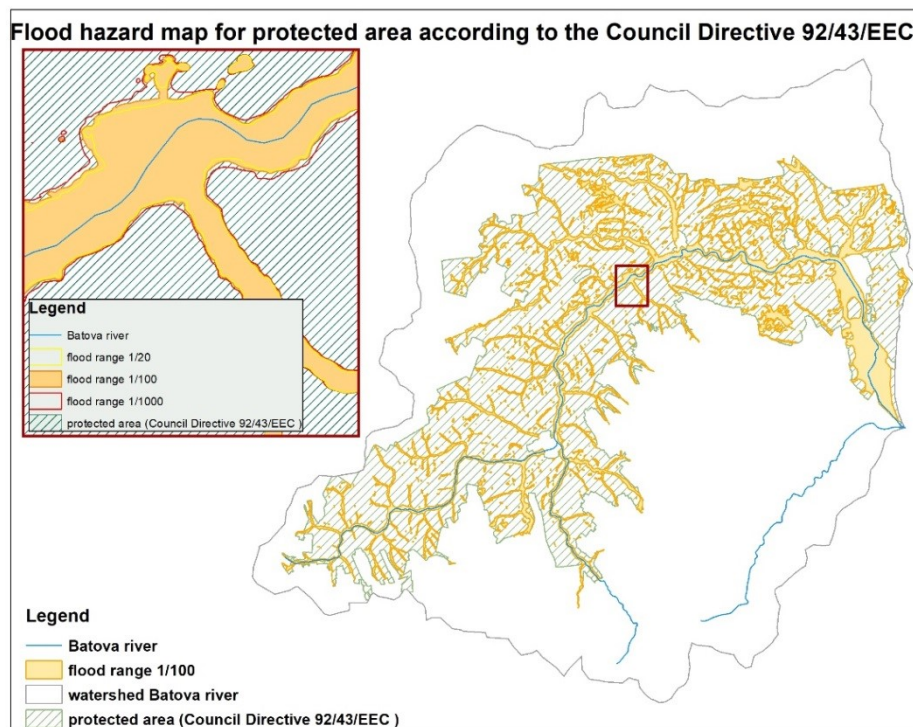 Flood hazard map for protected area according to the Council Directive 92/43/EEC
Legend
Batova river
flood range 1/20
flood range 1/100
flood range 1/1000
protected area (Council Directive 92/43/EEC )
Legend
Batova river
flood range 1/100
watershed Batova river
protected area (Council Directive 92/43/EEC )